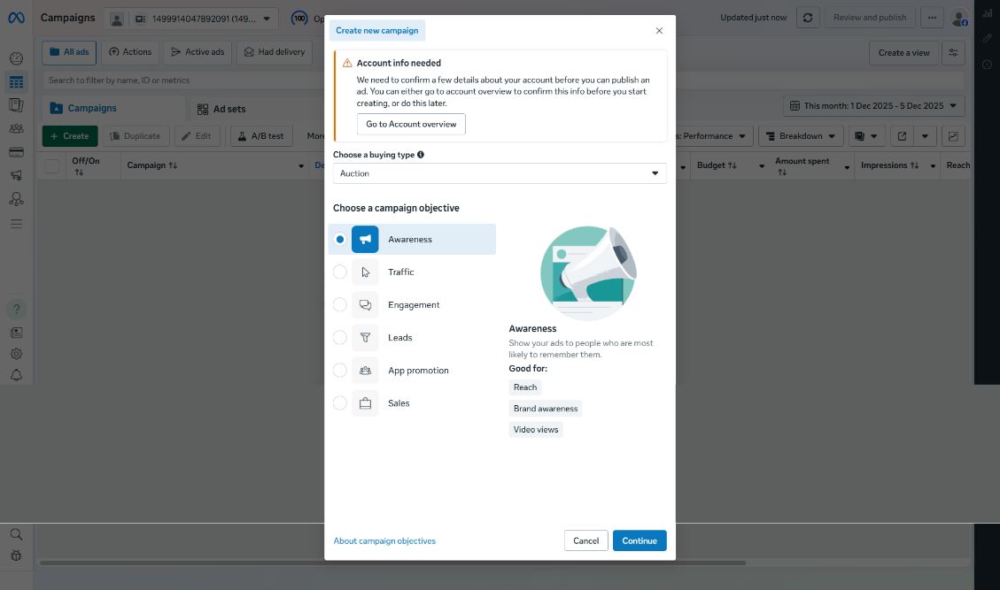 Campaigns
1499914047892091 (149...
100
Op
Updated just now
Review and publish
All ads
Actions
Active ads
Had delivery
Create a view
Search to filter by name, ID or metrics
Campaigns
Ad sets
This month: 1 Dec 2025 - 5 Dec 2025
+ Create
Duplicate
Edit
A/B test
More
s: Performance
Breakdown
Off/On
Campaign
De
Budget
Amount spent
Impressions
Reach
Create new campaign
Account info needed
We need to confirm a few details about your account before you can publish an
ad. You can either go to account overview to confirm this info before you start
creating, or do this later.
Go to Account overview
Choose a buying type
Auction
Choose a campaign objective
Awareness
Traffic
Engagement
Leads
App promotion
Sales
Awareness
Show your ads to people who are most
likely to remember them.
Good for:
Reach
Brand awareness
Video views
About campaign objectives
Cancel
Continue